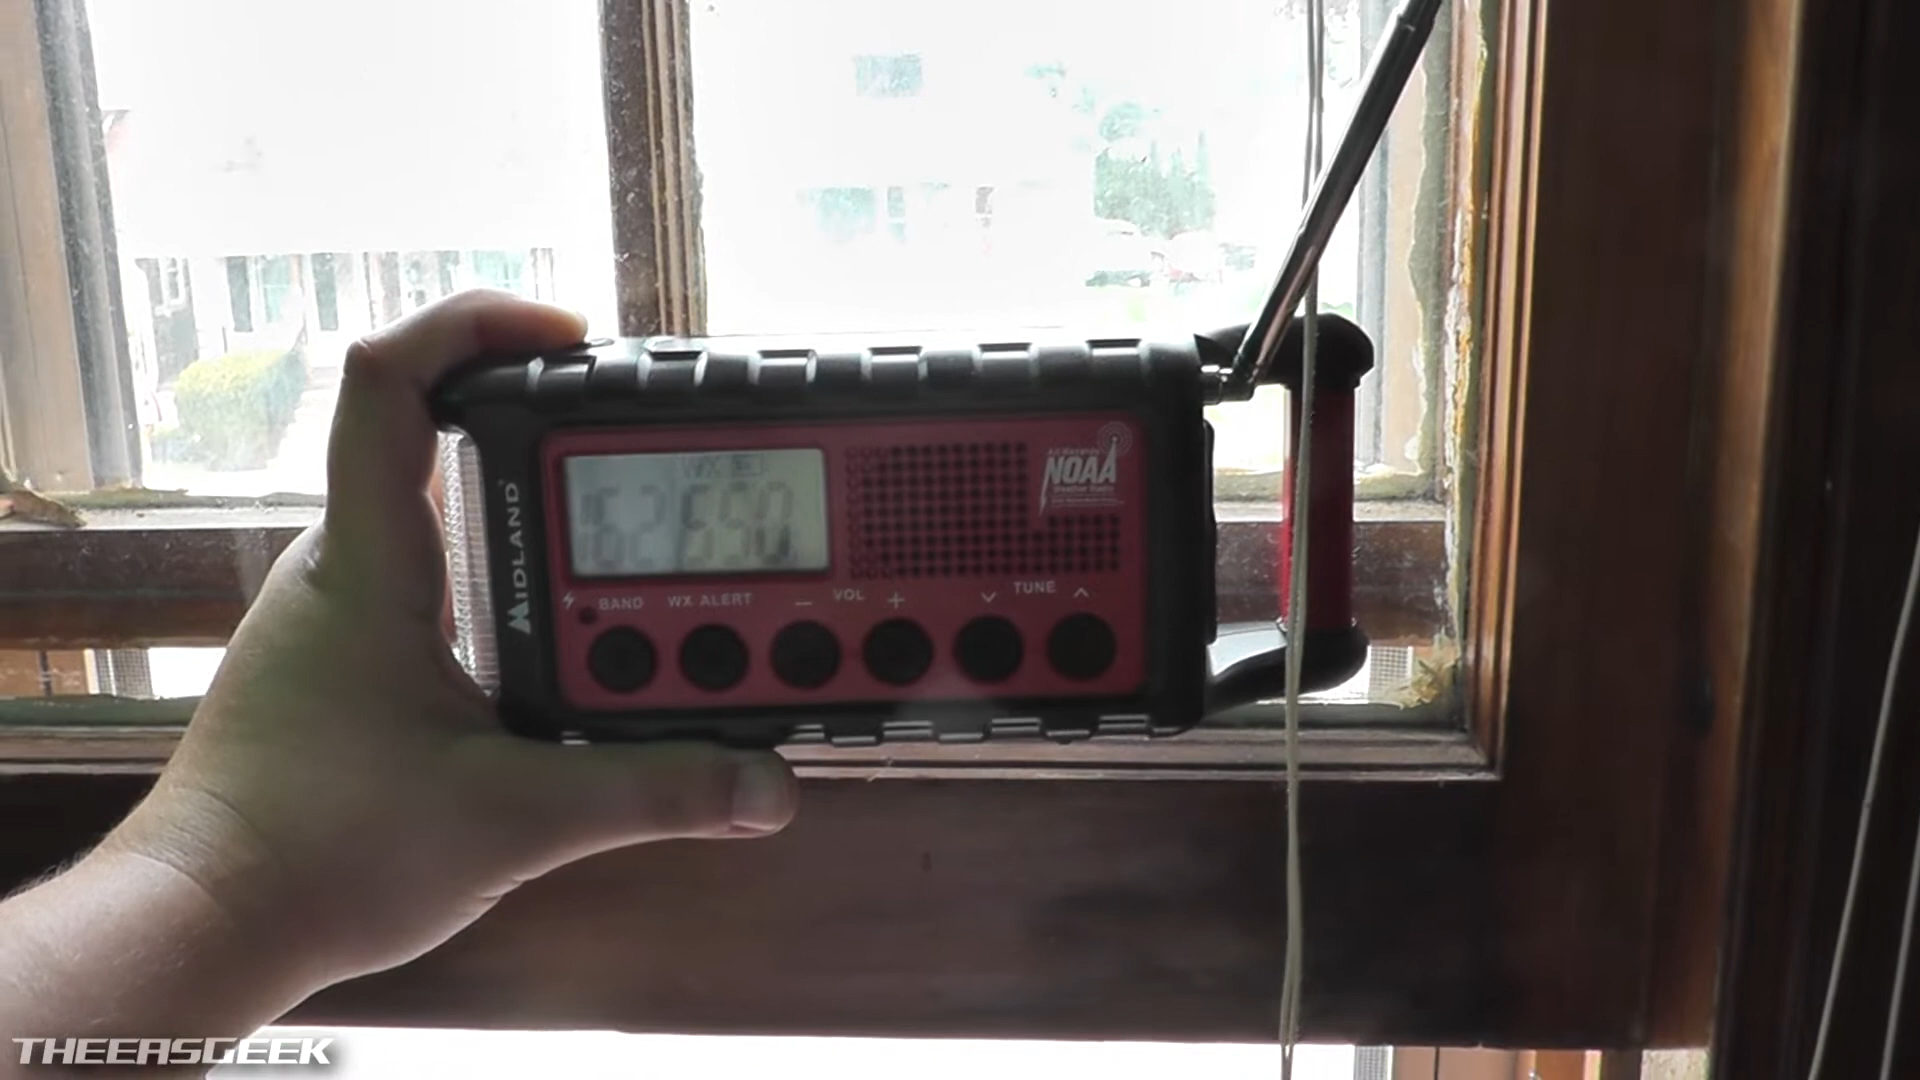 NOAA
WX
162 550
MIDLAND
BAND
WX ALERT
− VOL +
TUNE
THEEASGEEK